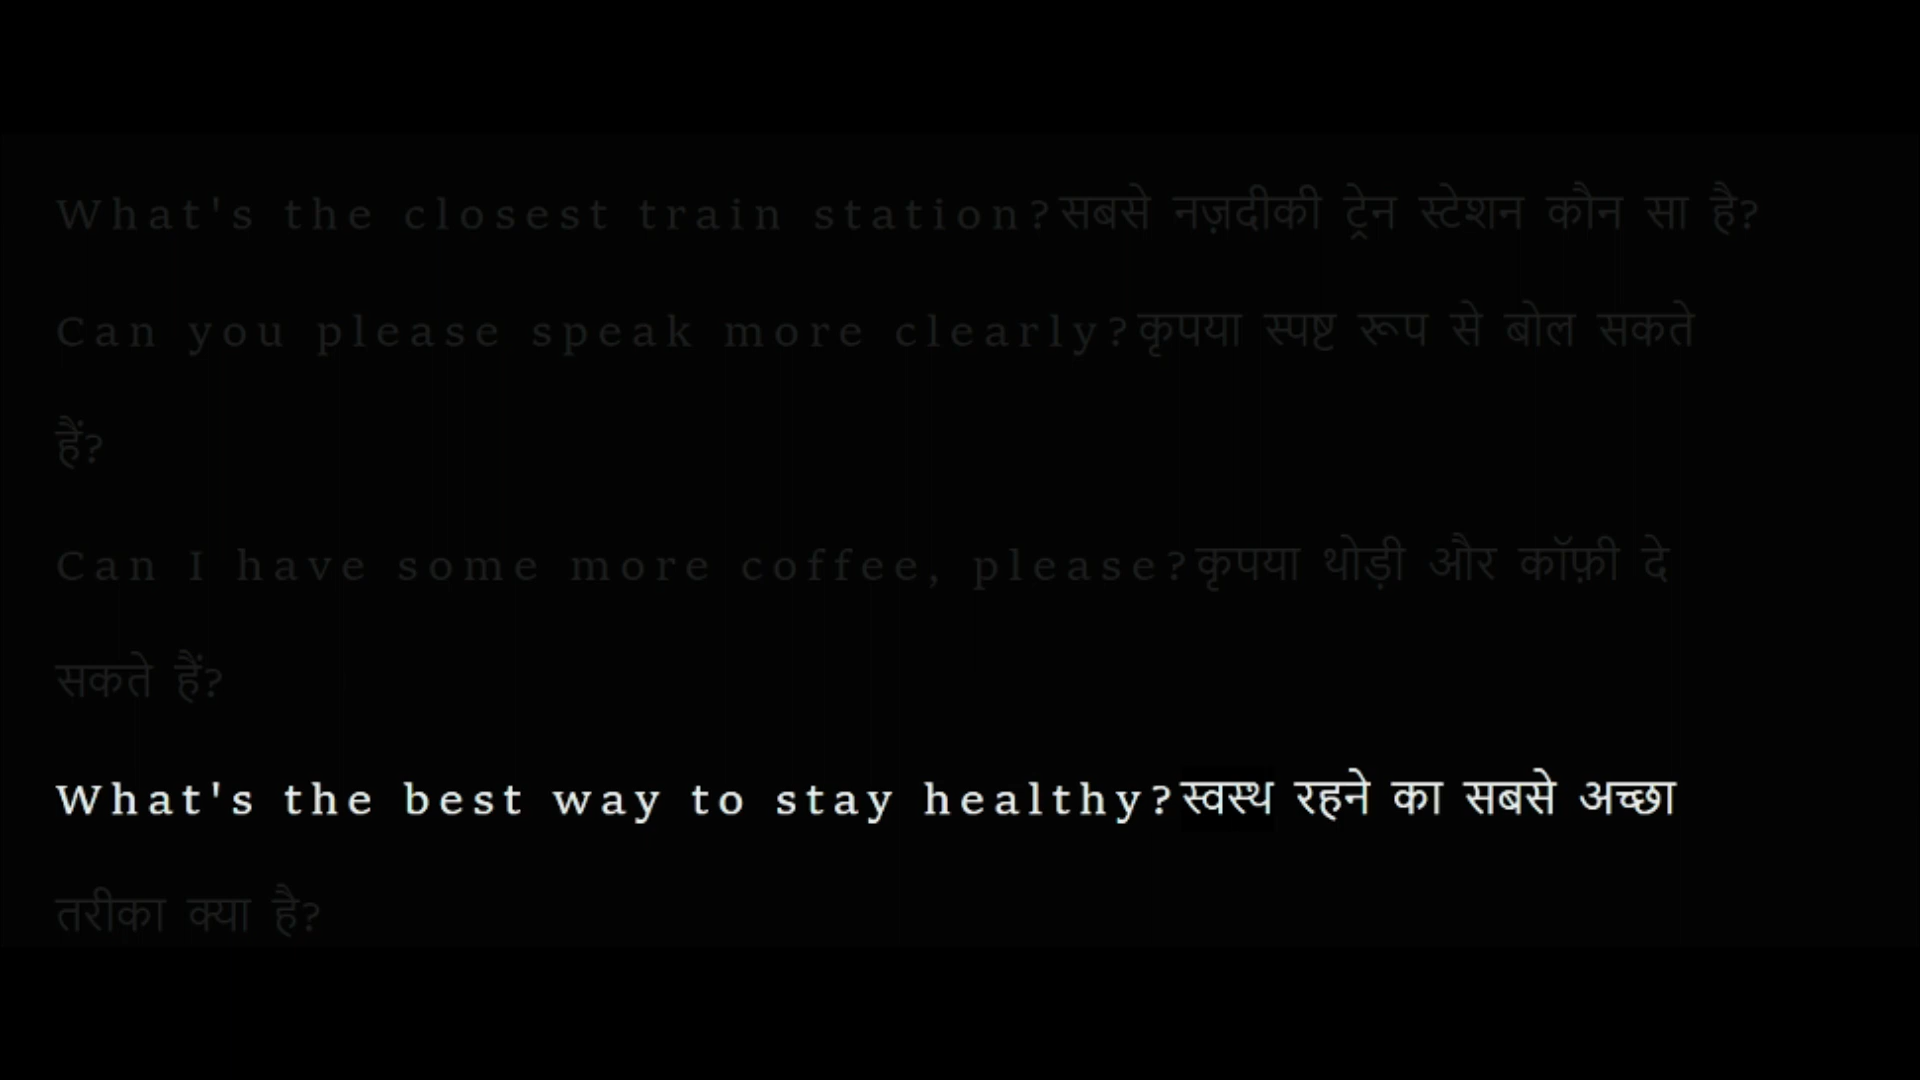 What's the closest train station?सबसे नज़दीकी ट्रेन स्टेशन कौन सा है?
Can you please speak more clearly?कृपया स्पष्ट रूप से बोल सकते
हैं?
Can I have some more coffee, please?कृपया थोड़ी और कॉफ़ी दे
सकते हैं?
What's the best way to stay healthy?स्वस्थ रहने का सबसे अच्छा
तरीका क्या है?